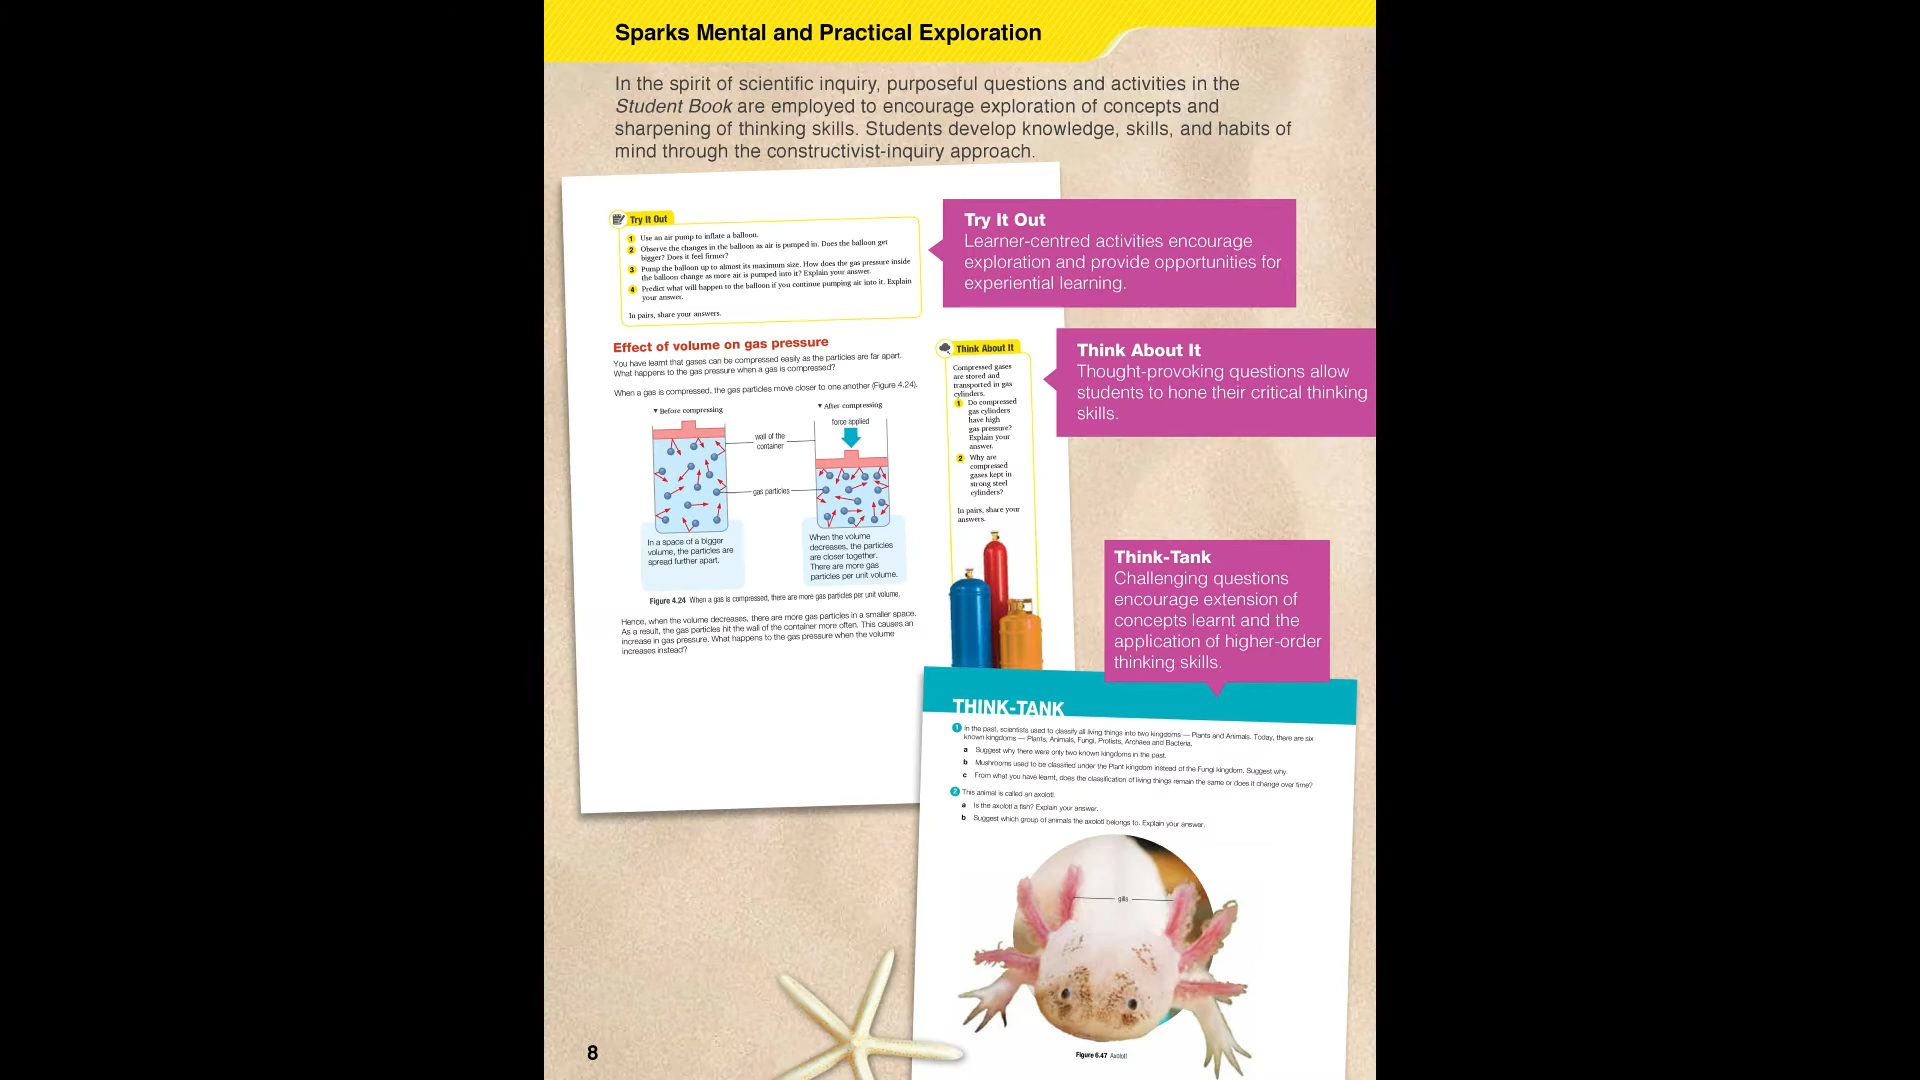 Sparks Mental and Practical Exploration
In the spirit of scientific inquiry, purposeful questions and activities in the
Student Book are employed to encourage exploration of concepts and
sharpening of thinking skills. Students develop knowledge, skills, and habits of
mind through the constructivist-inquiry approach.
Try It Out
1 Use an air pump to inflate a balloon.
2 Observe the changes in the balloon as air is pumped in. Does the balloon get
bigger? Does it feel firmer?
3 Pump the balloon up to almost its maximum size. How does the gas pressure inside
the balloon change as more air is pumped into it? Explain your answer.
4 Predict what will happen to the balloon if you continue pumping air into it. Explain
your answer.
In pairs, share your answers.
Try It Out
Learner-centred activities encourage
exploration and provide opportunities for
experiential learning.
Effect of volume on gas pressure
You have learnt that gases can be compressed easily as the particles are far apart.
What happens to the gas pressure when a gas is compressed?
When a gas is compressed, the gas particles move closer to one another (Figure 4.24).
▼ Before compressing
▼ After compressing
force applied
wall of the
container
gas particles
In a space of a bigger
volume, the particles are
spread further apart.
When the volume
decreases, the particles
are closer together.
There are more gas
particles per unit volume.
Figure 4.24 When a gas is compressed, there are more gas particles per unit volume.
Hence, when the volume decreases, there are more gas particles in a smaller space.
As a result, the gas particles hit the wall of the container more often. This causes an
increase in gas pressure. What happens to the gas pressure when the volume
increases instead?
Think About It
Compressed gases
are stored and
transported in gas
cylinders.
1 Do compressed
gas cylinders
have high
gas pressure?
Explain your
answer.
2 Why are
compressed
gases kept in
strong steel
cylinders?
In pairs, share your
answers.
Think About It
Thought-provoking questions allow
students to hone their critical thinking
skills.
Think-Tank
Challenging questions
encourage extension of
concepts learnt and the
application of higher-order
thinking skills.
THINK-TANK
1 In the past, scientists used to classify all living things into two kingdoms — Plants and Animals. Today, there are six
known kingdoms — Plants, Animals, Fungi, Protists, Archaea and Bacteria.
a Suggest why there were only two known kingdoms in the past.
b Mushrooms used to be classified under the Plant kingdom instead of the Fungi kingdom. Suggest why.
c From what you have learnt, does the classification of living things remain the same or does it change over time?
2 This animal is called an axolotl.
a Is the axolotl a fish? Explain your answer.
b Suggest which group of animals the axolotl belongs to. Explain your answer.
gills
Figure 6.47 Axolotl
8